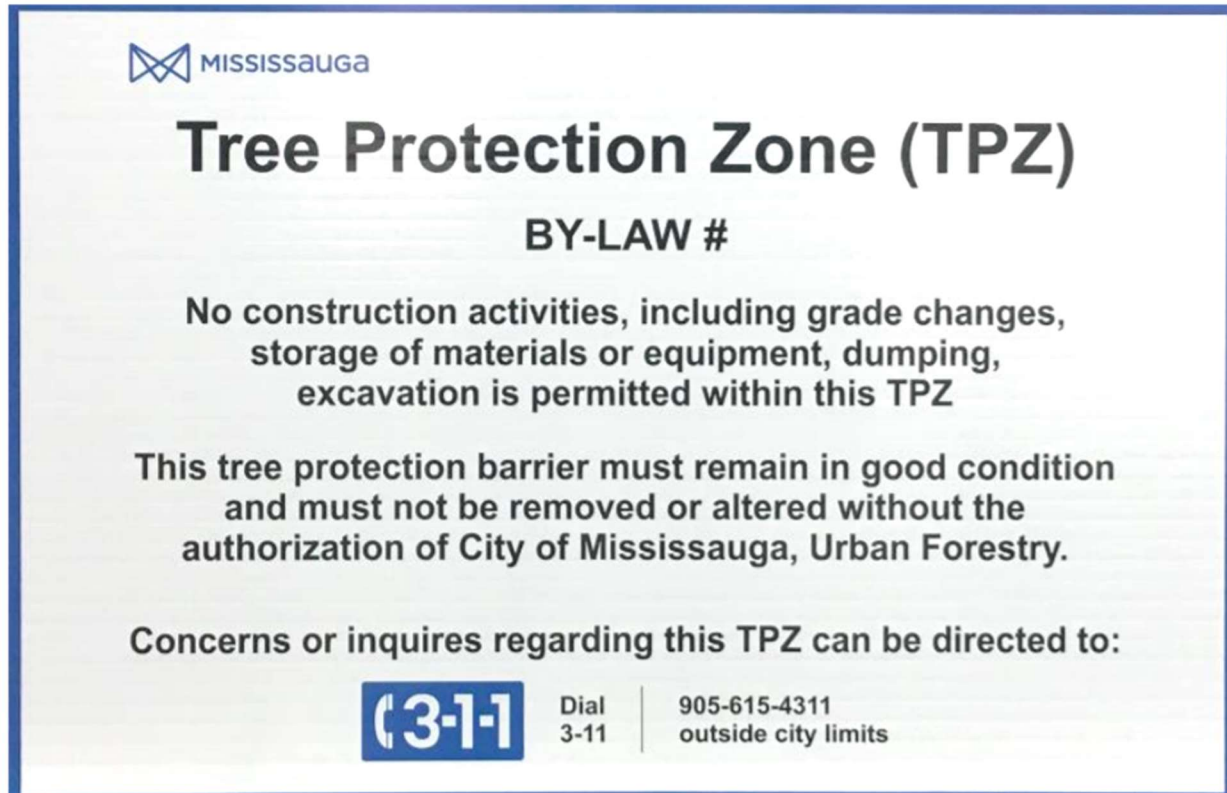 MISSISSAUGA
Tree Protection Zone (TPZ)
BY-LAW #
No construction activities, including grade changes,
storage of materials or equipment, dumping,
excavation is permitted within this TPZ
This tree protection barrier must remain in good condition
and must not be removed or altered without the
authorization of City of Mississauga, Urban Forestry.
Concerns or inquires regarding this TPZ can be directed to:
3-1-1
Dial
3-11
905-615-4311
outside city limits